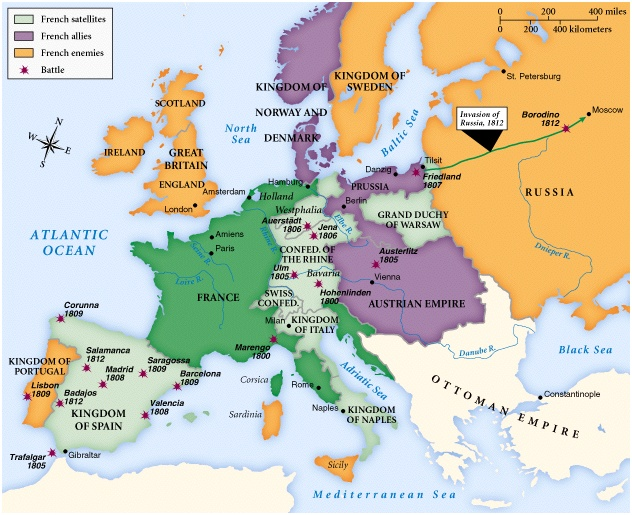 French satellites
French allies
French enemies
Battle
0 200 400 miles
0 200 400 kilometers
N
W
E
S
St. Petersburg
Moscow
Borodino
1812
Invasion of
Russia, 1812
KINGDOM OF
SWEDEN
KINGDOM OF
NORWAY AND
DENMARK
SCOTLAND
North
Sea
Baltic Sea
IRELAND
GREAT
BRITAIN
ENGLAND
London
Amsterdam
Hamburg
Holland
Danzig
Tilsit
Friedland
1807
PRUSSIA
Berlin
RUSSIA
GRAND DUCHY
OF WARSAW
Westphalia
Auerstädt
1806
Jena
1806
Elbe R.
Rhine R.
ATLANTIC
OCEAN
Amiens
Paris
Seine R.
Loire R.
FRANCE
CONFED. OF
THE RHINE
Austerlitz
1805
Dnieper R.
Ulm
1805
Bavaria
Vienna
Hohenlinden
1800
AUSTRIAN EMPIRE
SWISS
CONFED.
Milan
KINGDOM
OF ITALY
Marengo
1800
Danube R.
Black Sea
Corunna
1809
KINGDOM OF
PORTUGAL
Salamanca
1812
Madrid
1808
Saragossa
1809
Barcelona
1809
Lisbon
1809
Badajos
1812
Valencia
1808
KINGDOM
OF SPAIN
Trafalgar
1805
Gibraltar
Corsica
Rome
Adriatic Sea
Sardinia
Naples
KINGDOM
OF NAPLES
Sicily
OTTOMAN EMPIRE
Constantinople
Mediterranean Sea